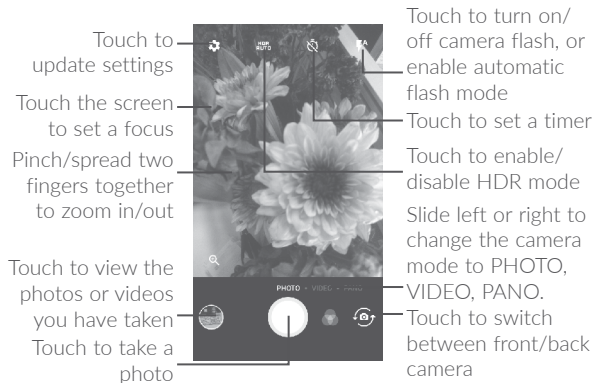 Touch to
update settings
Touch the screen
to set a focus
Pinch/spread two
fingers together
to zoom in/out
Touch to view the
photos or videos
you have taken
Touch to take a
photo
HDR
AUTO
A
PHOTO • VIDEO •
Touch to turn on/
off camera flash, or
enable automatic
flash mode
Touch to set a timer
Touch to enable/
disable HDR mode
Slide left or right to
change the camera
mode to PHOTO,
VIDEO, PANO.
Touch to switch
between front/back
camera